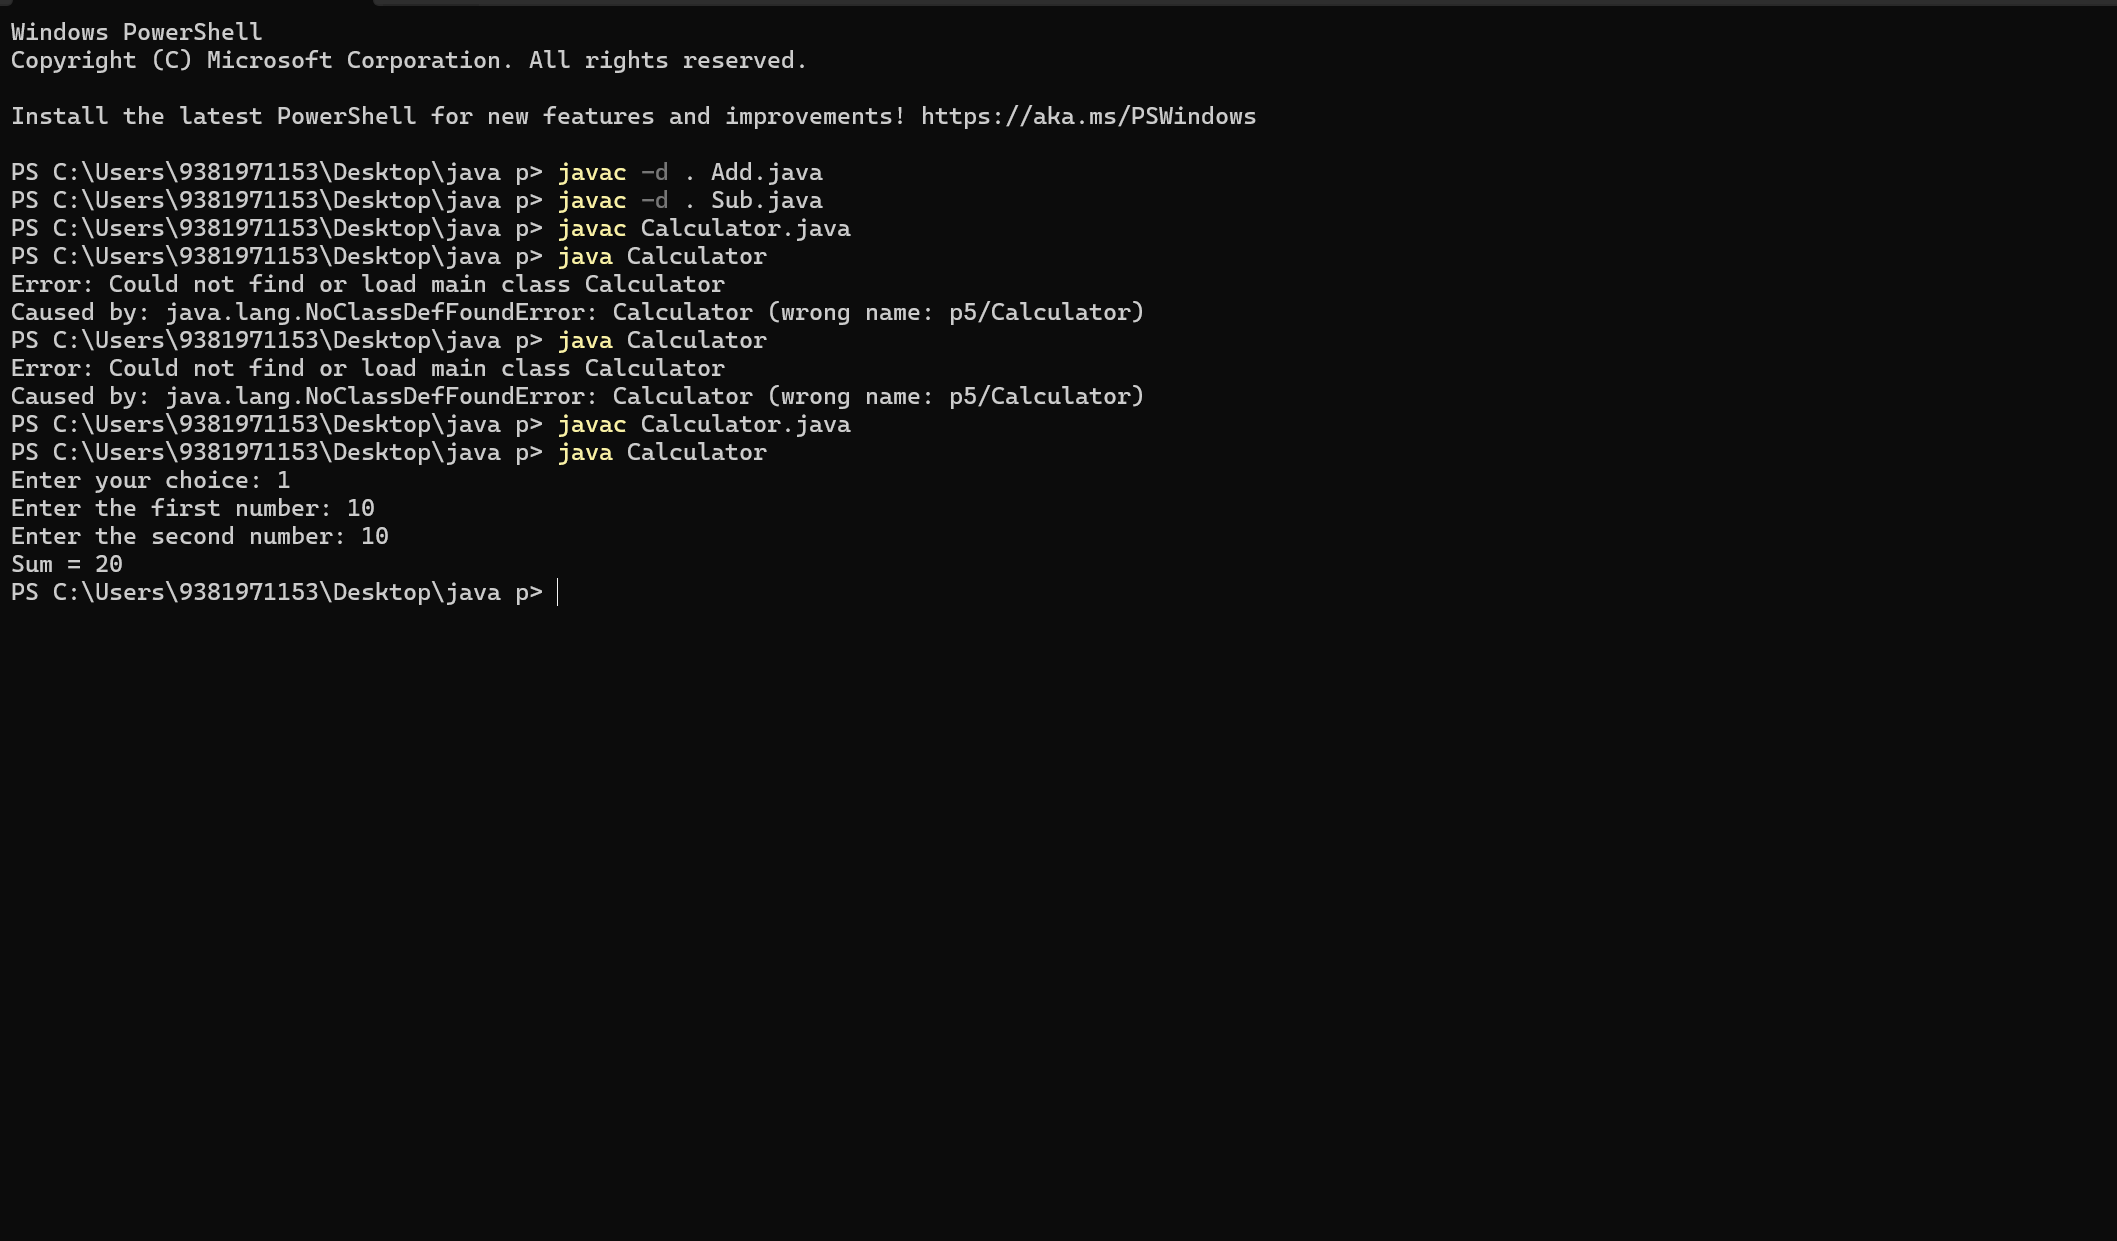 Windows PowerShell
Copyright (C) Microsoft Corporation. All rights reserved.
Install the latest PowerShell for new features and improvements! https://aka.ms/PSWindows
PS C:\Users\9381971153\Desktop\java p> javac -d . Add.java
PS C:\Users\9381971153\Desktop\java p> javac -d . Sub.java
PS C:\Users\9381971153\Desktop\java p> javac Calculator.java
PS C:\Users\9381971153\Desktop\java p> java Calculator
Error: Could not find or load main class Calculator
Caused by: java.lang.NoClassDefFoundError: Calculator (wrong name: p5/Calculator)
PS C:\Users\9381971153\Desktop\java p> java Calculator
Error: Could not find or load main class Calculator
Caused by: java.lang.NoClassDefFoundError: Calculator (wrong name: p5/Calculator)
PS C:\Users\9381971153\Desktop\java p> javac Calculator.java
PS C:\Users\9381971153\Desktop\java p> java Calculator
Enter your choice: 1
Enter the first number: 10
Enter the second number: 10
Sum = 20
PS C:\Users\9381971153\Desktop\java p>